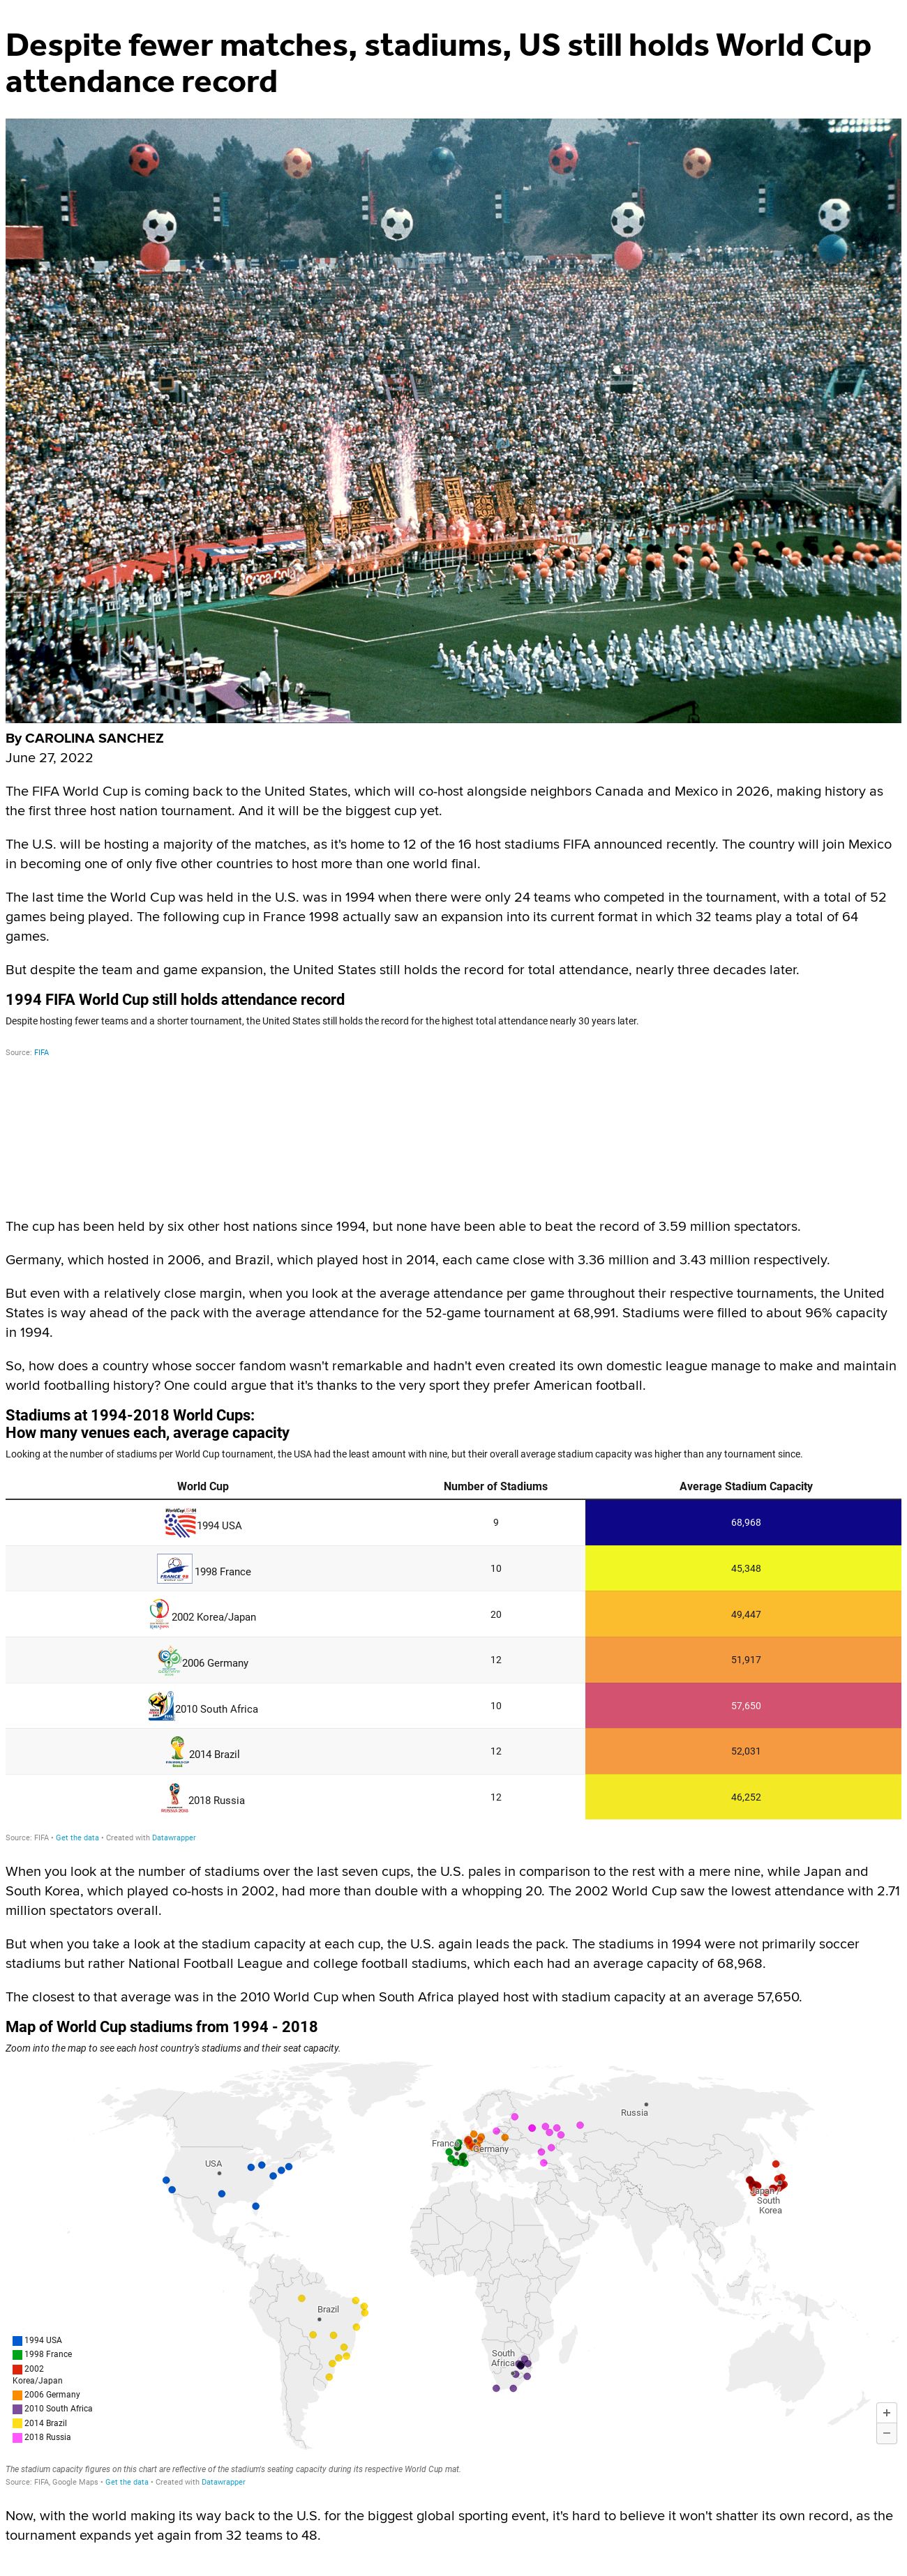 Despite fewer matches, stadiums, US still holds World Cup
attendance record
Coca-Cola
By CAROLINA SANCHEZ
June 27, 2022
The FIFA World Cup is coming back to the United States, which will co-host alongside neighbors Canada and Mexico in 2026, making history as
the first three host nation tournament. And it will be the biggest cup yet.
The U.S. will be hosting a majority of the matches, as it's home to 12 of the 16 host stadiums FIFA announced recently. The country will join Mexico
in becoming one of only five other countries to host more than one world final.
The last time the World Cup was held in the U.S. was in 1994 when there were only 24 teams who competed in the tournament, with a total of 52
games being played. The following cup in France 1998 actually saw an expansion into its current format in which 32 teams play a total of 64
games.
But despite the team and game expansion, the United States still holds the record for total attendance, nearly three decades later.
1994 FIFA World Cup still holds attendance record
Despite hosting fewer teams and a shorter tournament, the United States still holds the record for the highest total attendance nearly 30 years later.
Source: FIFA
The cup has been held by six other host nations since 1994, but none have been able to beat the record of 3.59 million spectators.
Germany, which hosted in 2006, and Brazil, which played host in 2014, each came close with 3.36 million and 3.43 million respectively.
But even with a relatively close margin, when you look at the average attendance per game throughout their respective tournaments, the United
States is way ahead of the pack with the average attendance for the 52-game tournament at 68,991. Stadiums were filled to about 96% capacity
in 1994.
So, how does a country whose soccer fandom wasn't remarkable and hadn't even created its own domestic league manage to make and maintain
world footballing history? One could argue that it's thanks to the very sport they prefer American football.
Stadiums at 1994-2018 World Cups:
How many venues each, average capacity
Looking at the number of stadiums per World Cup tournament, the USA had the least amount with nine, but their overall average stadium capacity was higher than any tournament since.
World Cup Number of Stadiums Average Stadium Capacity
1994 USA 9 68,968
FRANCE 98 1998 France 10 45,348
2002 Korea/Japan 20 49,447
2006 Germany 12 51,917
2010 South Africa 10 57,650
2014 Brazil 12 52,031
2018 Russia 12 46,252
Source: FIFA • Get the data • Created with Datawrapper
When you look at the number of stadiums over the last seven cups, the U.S. pales in comparison to the rest with a mere nine, while Japan and
South Korea, which played co-hosts in 2002, had more than double with a whopping 20. The 2002 World Cup saw the lowest attendance with 2.71
million spectators overall.
But when you take a look at the stadium capacity at each cup, the U.S. again leads the pack. The stadiums in 1994 were not primarily soccer
stadiums but rather National Football League and college football stadiums, which each had an average capacity of 68,968.
The closest to that average was in the 2010 World Cup when South Africa played host with stadium capacity at an average 57,650.
Map of World Cup stadiums from 1994 - 2018
Zoom into the map to see each host country's stadiums and their seat capacity.
Russia
France
Germany
USA
Japan /
South
Korea
Brazil
South
Africa
1994 USA
1998 France
2002
Korea/Japan
2006 Germany
2010 South Africa
2014 Brazil
2018 Russia
+
−
The stadium capacity figures on this chart are reflective of the stadium's seating capacity during its respective World Cup mat.
Source: FIFA, Google Maps • Get the data • Created with Datawrapper
Now, with the world making its way back to the U.S. for the biggest global sporting event, it's hard to believe it won't shatter its own record, as the
tournament expands yet again from 32 teams to 48.